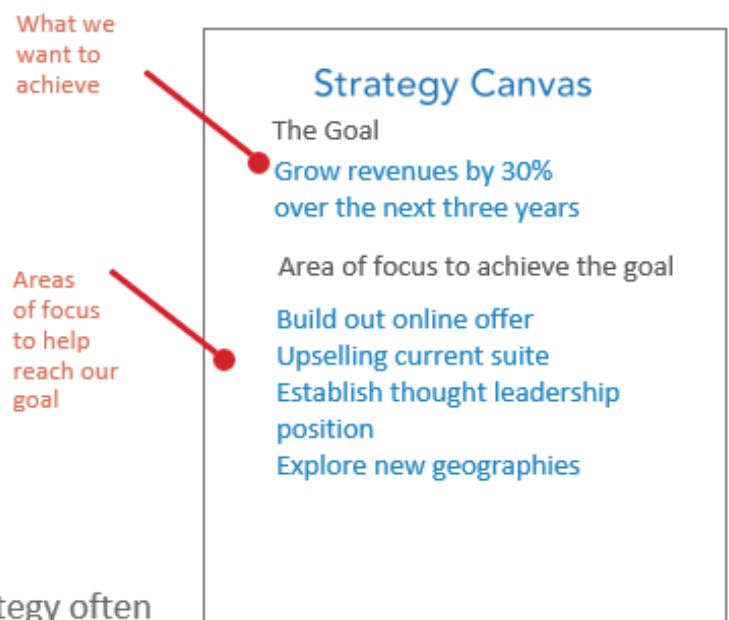 What we
want to
achieve
Strategy Canvas
The Goal
Grow revenues by 30%
over the next three years
Areas
of focus
to help
reach our
goal
Area of focus to achieve the goal
Build out online offer
Upselling current suite
Establish thought leadership
position
Explore new geographies
tegy often